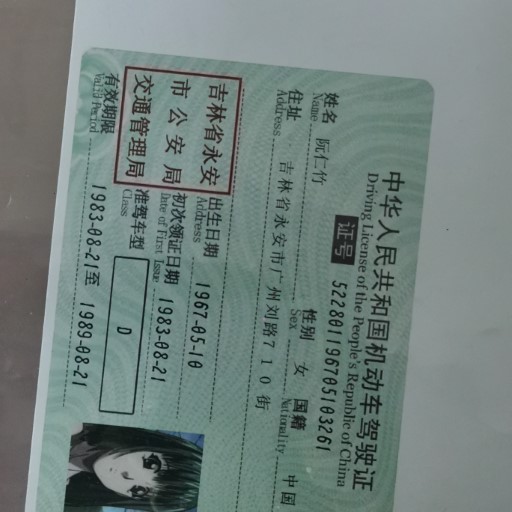 中华人民共和国机动车驾驶证
Driving License of the People's Republic of China
证号 522801196705103261
姓名 阮仁竹 性别 女 国籍 中国
Name Sex Nationality
住址 吉林省永安市广州刘路710街
Address
吉林省永安
市公安局
交通管理局
出生日期 1967-05-10
Address
初次领证日期 1983-08-21
Date of First Issue
准驾车型 D
Class
有效期限 1983-08-21至 1989-08-21
Valid Period